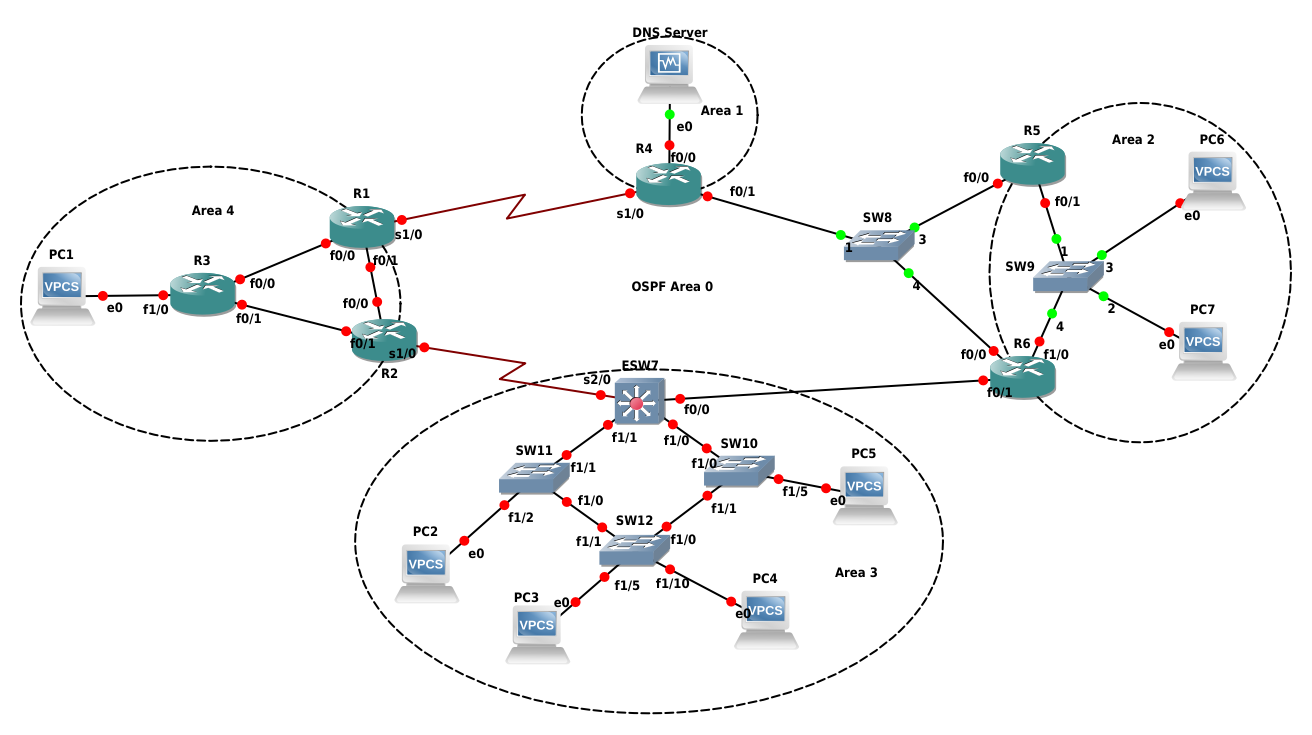 DNS Server
Area 1
e0
R4
f0/0
s1/0
f0/1
R5
Area 2
PC6
VPCS
e0
f0/0
f0/1
SW8
1
3
4
SW9
1
3
2
4
PC7
VPCS
e0
R6
f1/0
f0/0
f0/1
Area 4
R1
s1/0
f0/0
f0/1
PC1
VPCS
e0
R3
f1/0
f0/0
f0/1
f0/0
f0/1
s1/0
R2
OSPF Area 0
ESW7
s2/0
f0/0
f1/1
f1/0
SW11
f1/1
f1/0
f1/2
SW10
f1/0
f1/5
f1/1
PC5
VPCS
e0
PC2
VPCS
e0
SW12
f1/1
f1/0
f1/5
f1/10
PC3
VPCS
e0
PC4
VPCS
e0
Area 3